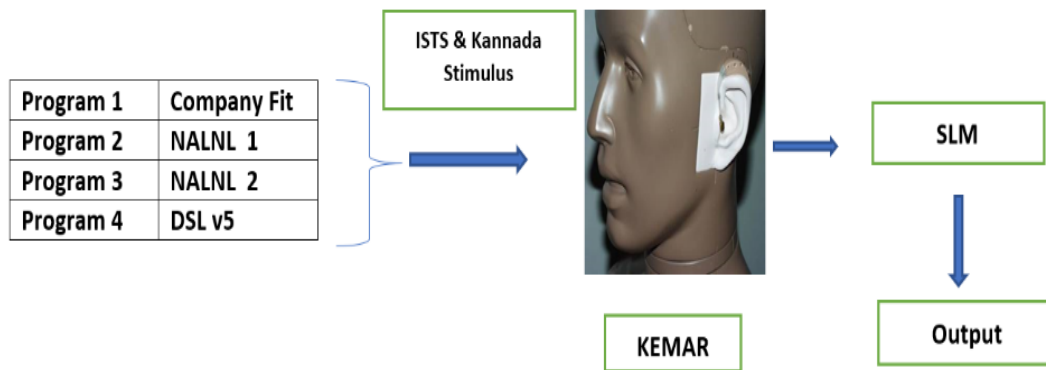 ISTS & Kannada
Stimulus
Program 1 Company Fit
Program 2 NALNL 1
Program 3 NALNL 2
Program 4 DSL v5
SLM
KEMAR
Output